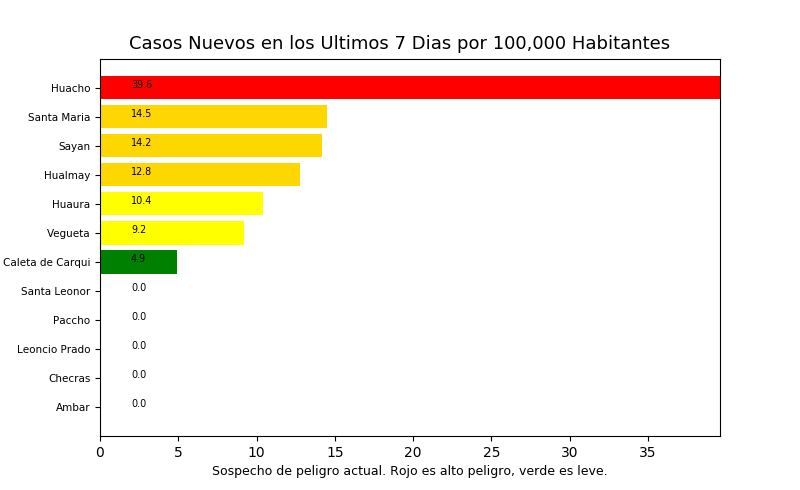 Casos Nuevos en los Ultimos 7 Dias por 100,000 Habitantes
Huacho 39.6
Santa Maria 14.5
Sayan 14.2
Hualmay 12.8
Huaura 10.4
Vegueta 9.2
Caleta de Carqui 4.9
Santa Leonor 0.0
Paccho 0.0
Leoncio Prado 0.0
Checras 0.0
Ambar 0.0
0 5 10 15 20 25 30 35
Sospecho de peligro actual. Rojo es alto peligro, verde es leve.